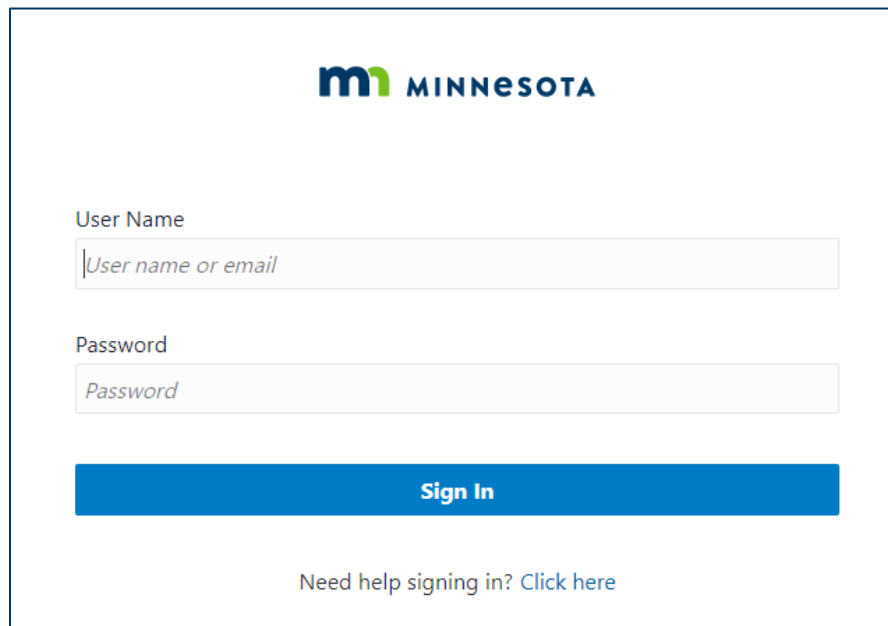 mn MINNESOTA
User Name
User name or email
Password
Password
Sign In
Need help signing in? Click here